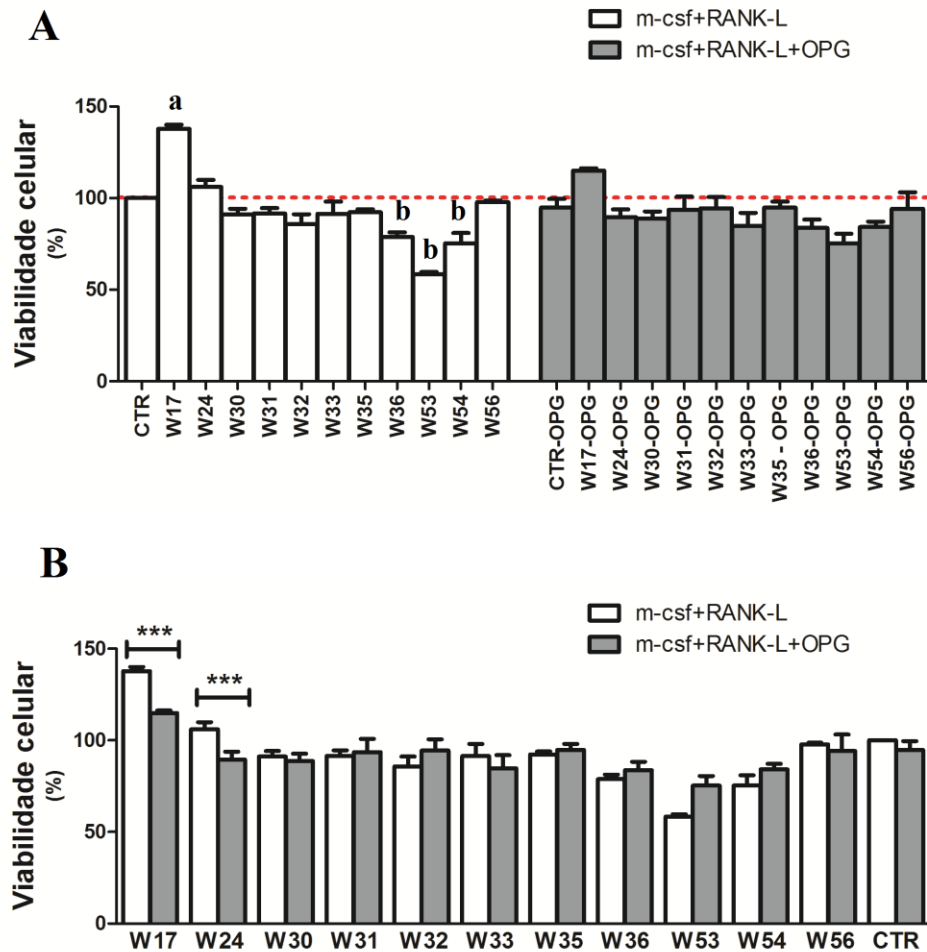 A
m-csf+RANK-L
m-csf+RANK-L+OPG
Viabilidade celular
(%)
150
100
50
0
a
b
b
b
CTR
W17
W24
W30
W31
W32
W33
W35
W36
W53
W54
W56
CTR-OPG
W17-OPG
W24-OPG
W30-OPG
W31-OPG
W32-OPG
W33-OPG
W35 - OPG
W36-OPG
W53-OPG
W54-OPG
W56-OPG
B
m-csf+RANK-L
m-csf+RANK-L+OPG
Viabilidade celular
(%)
150
100
50
0
***
***
W17 W24 W30 W31 W32 W33 W35 W36 W53 W54 W56 CTR